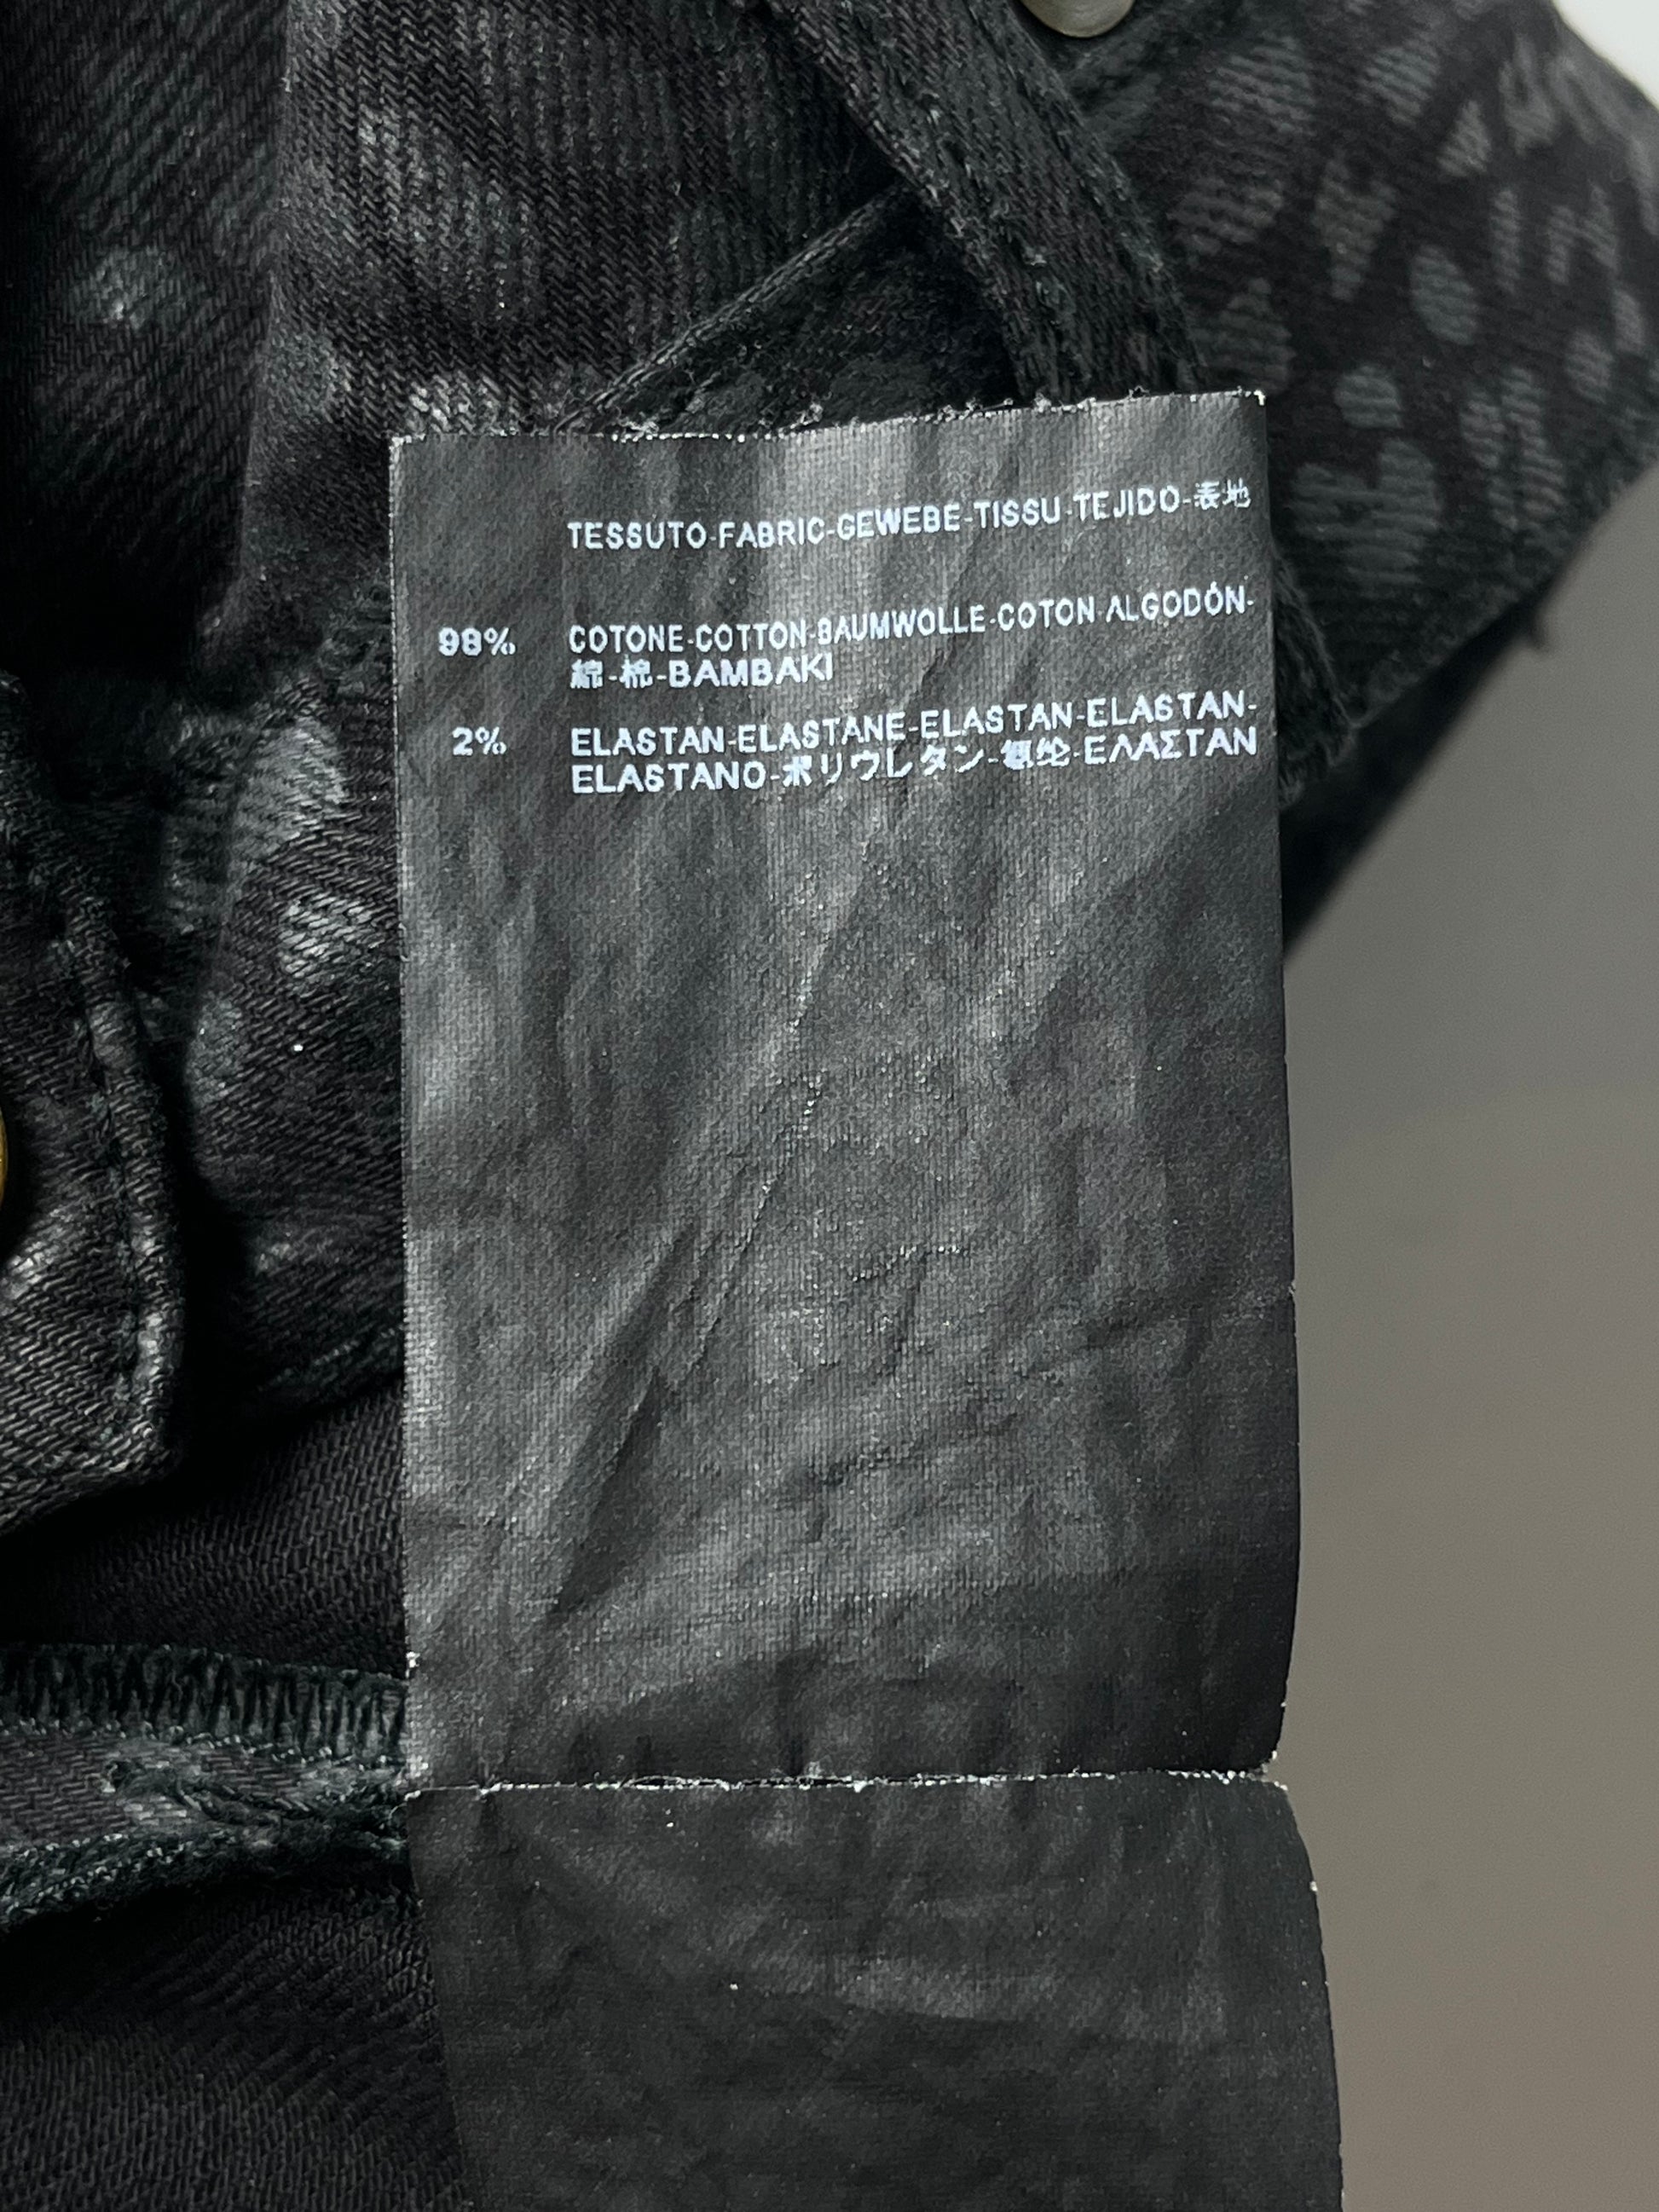 TESSUTO-FABRIC-GEWEBE-TISSU-TEJIDO-表地
98% COTONE-COTTON-BAUMWOLLE-COTON ALGODÓN-
綿-棉-BAMBAKI
2% ELASTAN-ELASTANE-ELASTAN-ELASTAN-
ELASTANO-ポリウレタン-氨纶-ΕΛΑΣΤΑΝ